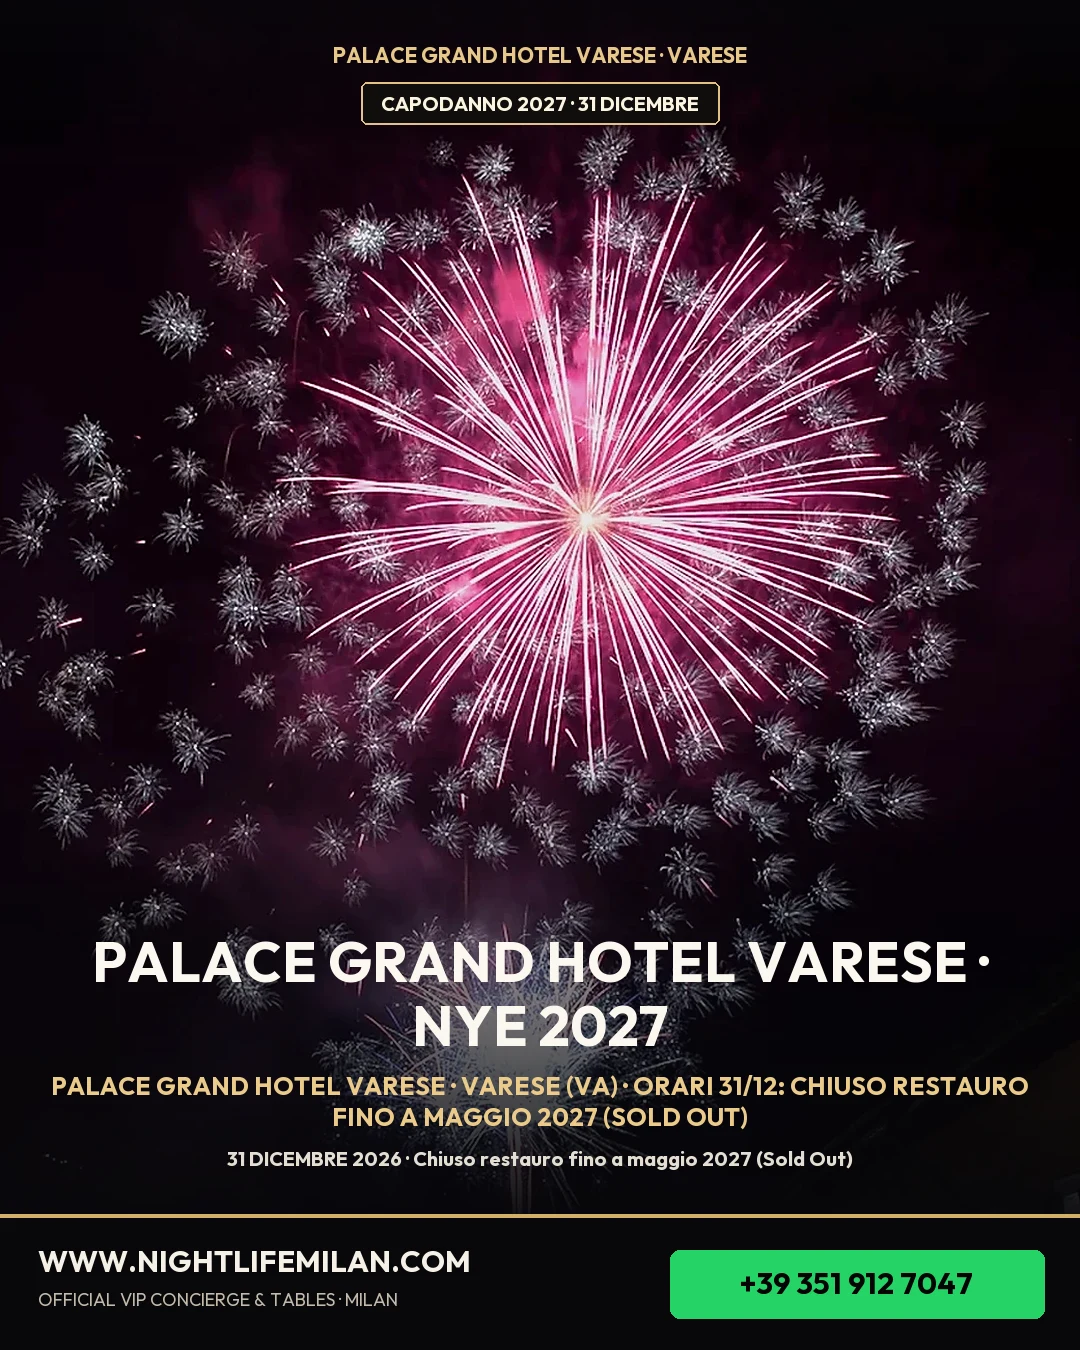 PALACE GRAND HOTEL VARESE · VARESE
CAPODANNO 2027 · 31 DICEMBRE
PALACE GRAND HOTEL VARESE ·
NYE 2027
PALACE GRAND HOTEL VARESE · VARESE (VA) · ORARI 31/12: CHIUSO RESTAURO
FINO A MAGGIO 2027 (SOLD OUT)
31 DICEMBRE 2026 · Chiuso restauro fino a maggio 2027 (Sold Out)
WWW.NIGHTLIFEMILAN.COM
OFFICIAL VIP CONCIERGE & TABLES · MILAN
+39 351 912 7047